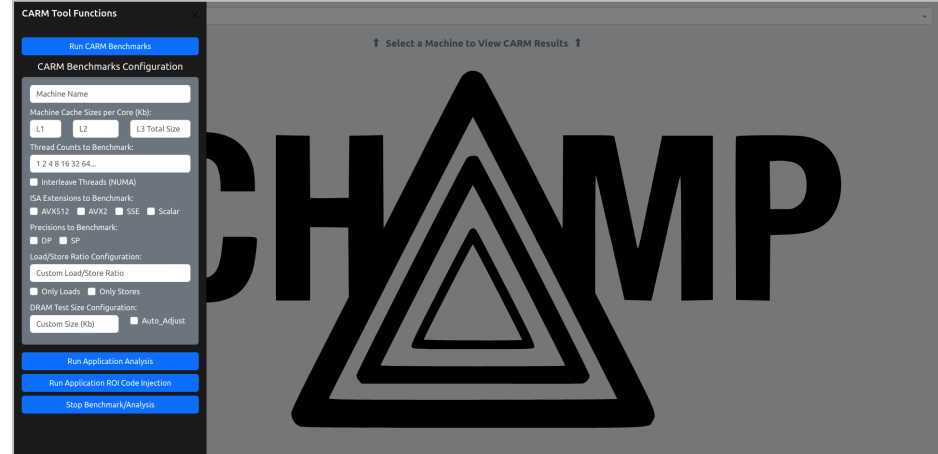 CARM Tool Functions
Run CARM Benchmarks
CARM Benchmarks Configuration
Machine Name
Machine Cache Sizes per Core (Kb):
L1 L2 L3 Total Size
Thread Counts to Benchmark:
1 2 4 8 16 32 64...
Interleave Threads (NUMA)
ISA Extensions to Benchmark:
AVX512 AVX2 SSE Scalar
Precisions to Benchmark:
DP SP
Load/Store Ratio Configuration:
Custom Load/Store Ratio
Only Loads Only Stores
DRAM Test Size Configuration:
Custom Size (Kb) Auto_Adjust
Run Application Analysis
Run Application ROI Code Injection
Stop Benchmark/Analysis
⬆ Select a Machine to View CARM Results ⬆
CHAMP